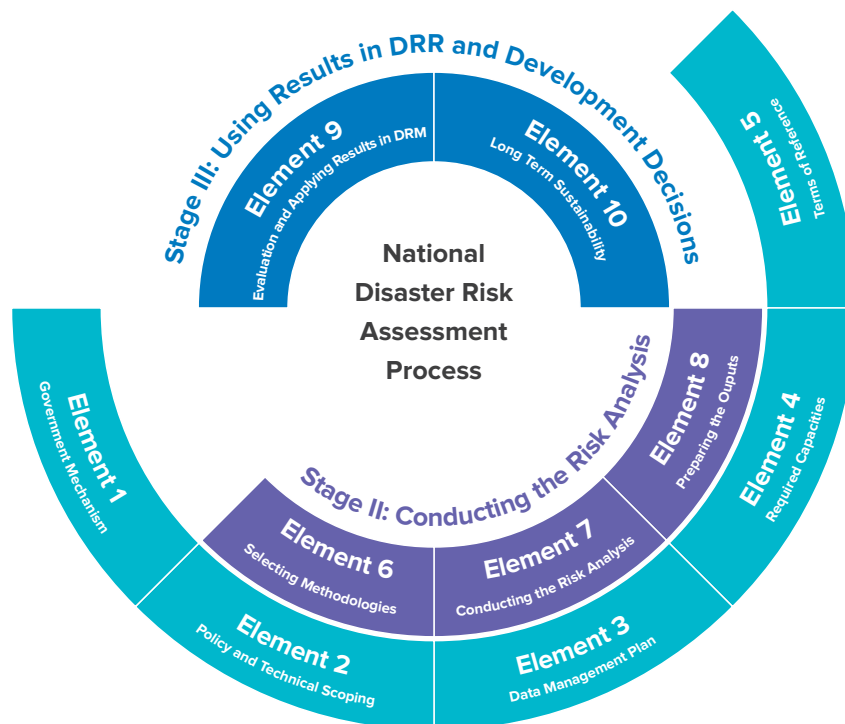 National
Disaster Risk
Assessment
Process
Element 1
Government Mechanism
Element 2
Policy and Technical Scoping
Element 3
Data Management Plan
Element 4
Required Capacities
Element 5
Terms of Reference
Stage II: Conducting the Risk Analysis
Element 6
Selecting Methodologies
Element 7
Conducting the Risk Analysis
Element 8
Preparing the Ouputs
Stage III: Using Results in DRR and Development Decisions
Element 9
Evaluation and Applying Results in DRM
Element 10
Long Term Sustainability